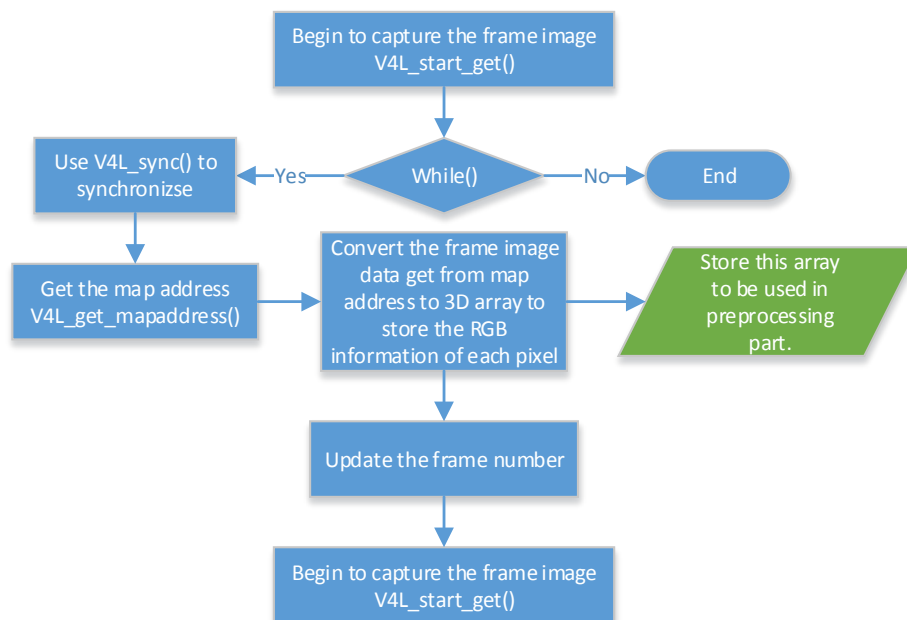 Begin to capture the frame image
V4L_start_get()
While()
Yes
No
End
Use V4L_sync() to
synchronizse
Get the map address
V4L_get_mapaddress()
Convert the frame image
data get from map
address to 3D array to
store the RGB
information of each pixel
Store this array
to be used in
preprocessing
part.
Update the frame number
Begin to capture the frame image
V4L_start_get()